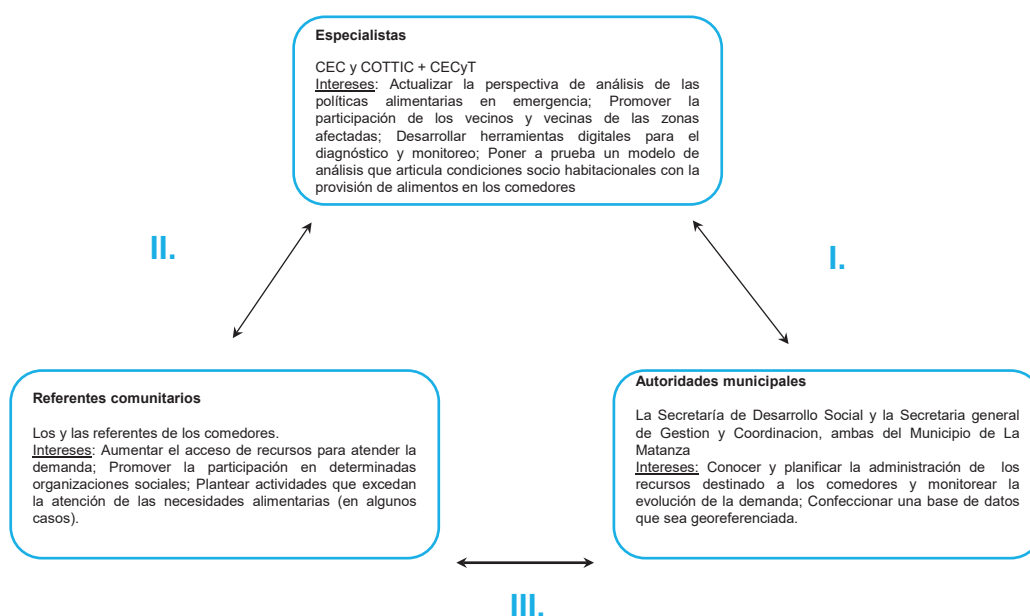 Especialistas
CEC y COTTIC + CECyT
Intereses: Actualizar la perspectiva de análisis de las
políticas alimentarias en emergencia; Promover la
participación de los vecinos y vecinas de las zonas
afectadas; Desarrollar herramientas digitales para el
diagnóstico y monitoreo; Poner a prueba un modelo de
análisis que articula condiciones socio habitacionales con la
provisión de alimentos en los comedores
II.
I.
Referentes comunitarios
Los y las referentes de los comedores.
Intereses: Aumentar el acceso de recursos para atender la
demanda; Promover la participación en determinadas
organizaciones sociales; Plantear actividades que excedan
la atención de las necesidades alimentarias (en algunos
casos).
Autoridades municipales
La Secretaría de Desarrollo Social y la Secretaria general
de Gestion y Coordinacion, ambas del Municipio de La
Matanza
Intereses: Conocer y planificar la administración de los
recursos destinado a los comedores y monitorear la
evolución de la demanda; Confeccionar una base de datos
que sea georeferenciada.
III.